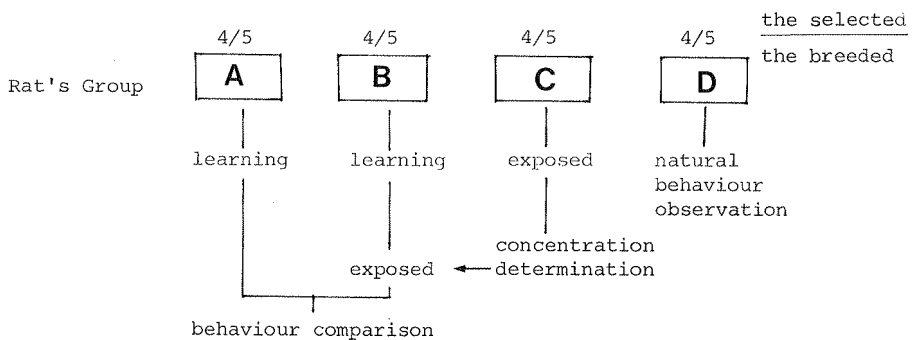 the selected
4/5 4/5 4/5 4/5
the breeded
Rat's Group A B C D
learning learning exposed natural
behaviour
observation
concentration
exposed determination
behaviour comparison